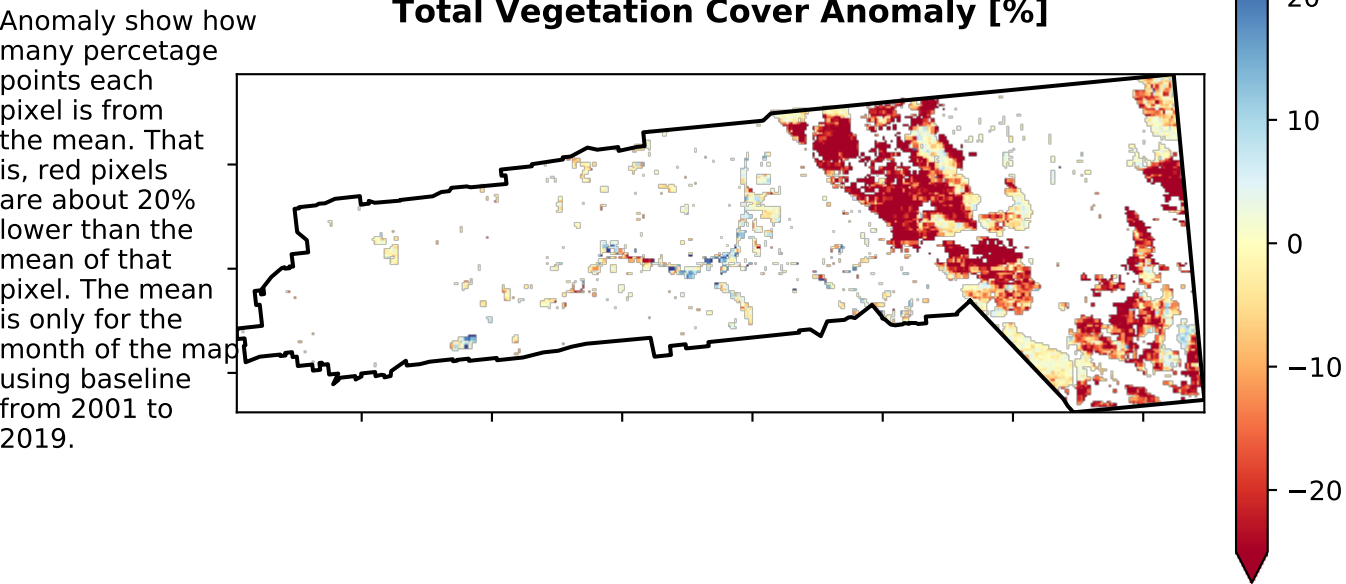 Total Vegetation Cover Anomaly [%]
Anomaly show how
many percetage
points each
pixel is from
the mean. That
is, red pixels
are about 20%
lower than the
mean of that
pixel. The mean
is only for the
month of the map
using baseline
from 2001 to
2019.
20
10
0
−10
−20